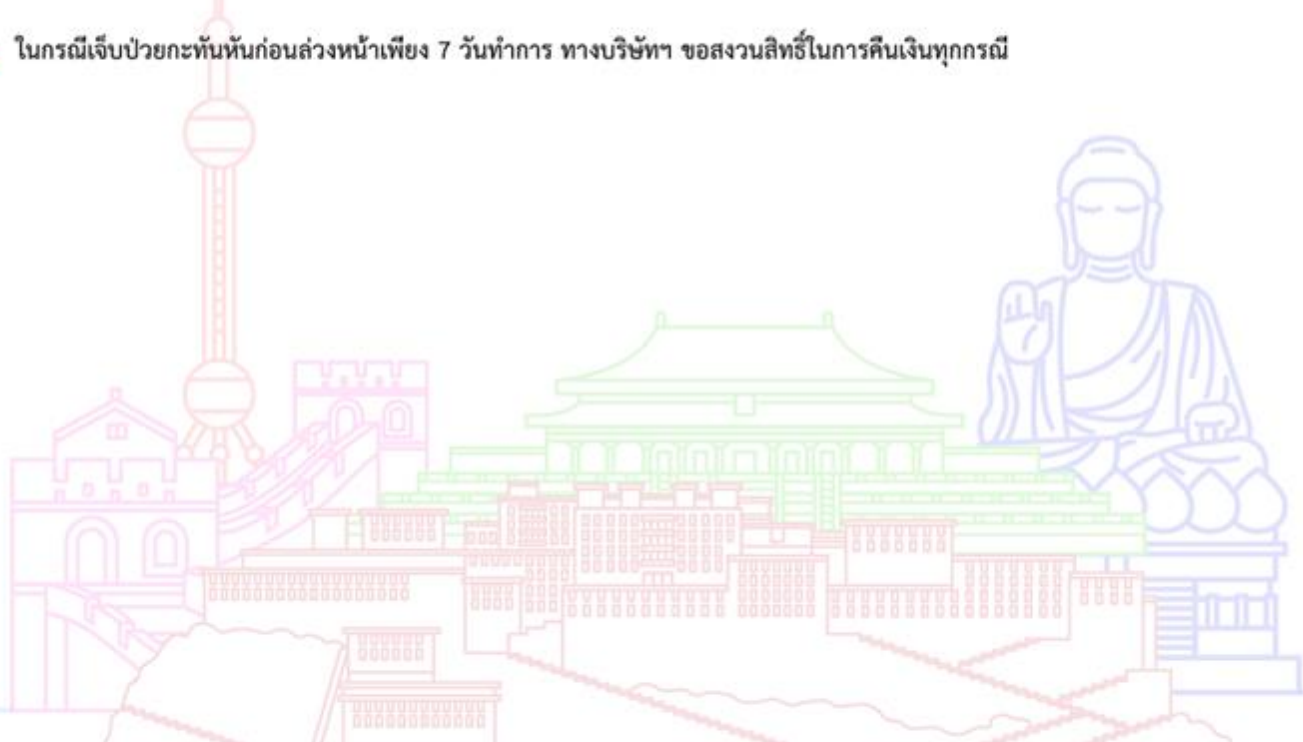 ในกรณีเจ็บป่วยกะทันหันก่อนล่วงหน้าเพียง 7 วันทำการ ทางบริษัทฯ ขอสงวนสิทธิ์ในการคืนเงินทุกกรณี